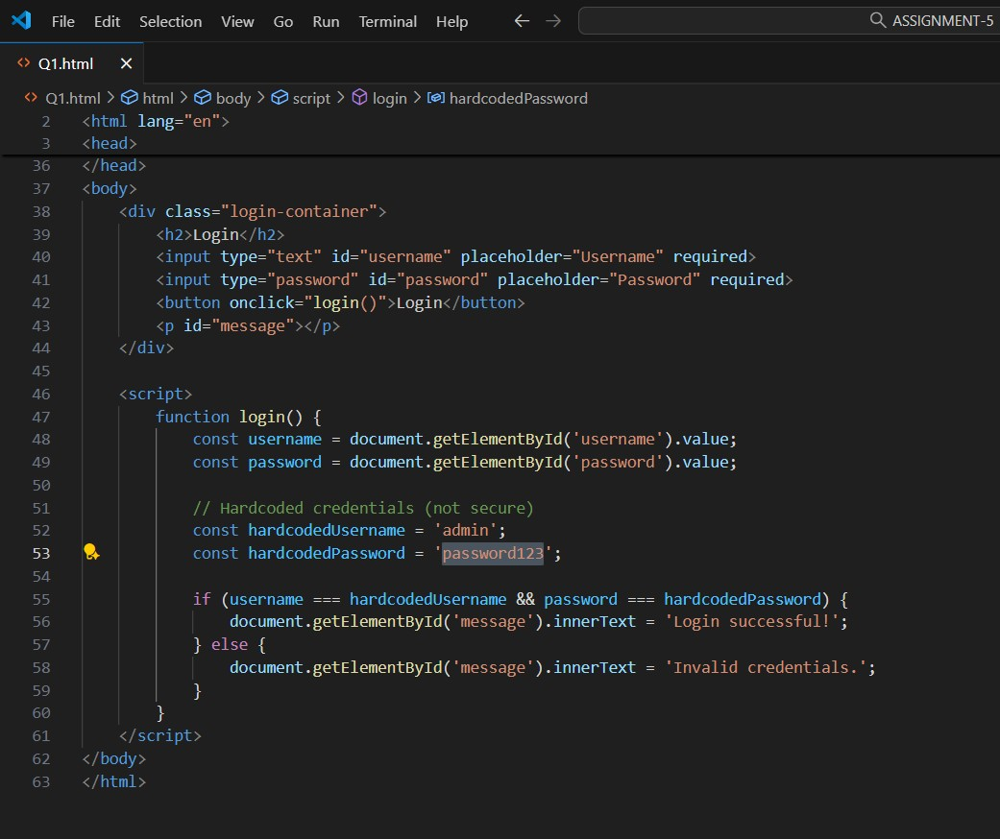 File Edit Selection View Go Run Terminal Help ASSIGNMENT-5
Q1.html
Q1.html > html > body > script > login > hardcodedPassword
2 <html lang="en">
3 <head>
36 </head>
37 <body>
38 <div class="login-container">
39 <h2>Login</h2>
40 <input type="text" id="username" placeholder="Username" required>
41 <input type="password" id="password" placeholder="Password" required>
42 <button onclick="login()">Login</button>
43 <p id="message"></p>
44 </div>
45
46 <script>
47 function login() {
48 const username = document.getElementById('username').value;
49 const password = document.getElementById('password').value;
50
51 // Hardcoded credentials (not secure)
52 const hardcodedUsername = 'admin';
53 const hardcodedPassword = 'password123';
54
55 if (username === hardcodedUsername && password === hardcodedPassword) {
56 document.getElementById('message').innerText = 'Login successful!';
57 } else {
58 document.getElementById('message').innerText = 'Invalid credentials.';
59 }
60 }
61 </script>
62 </body>
63 </html>